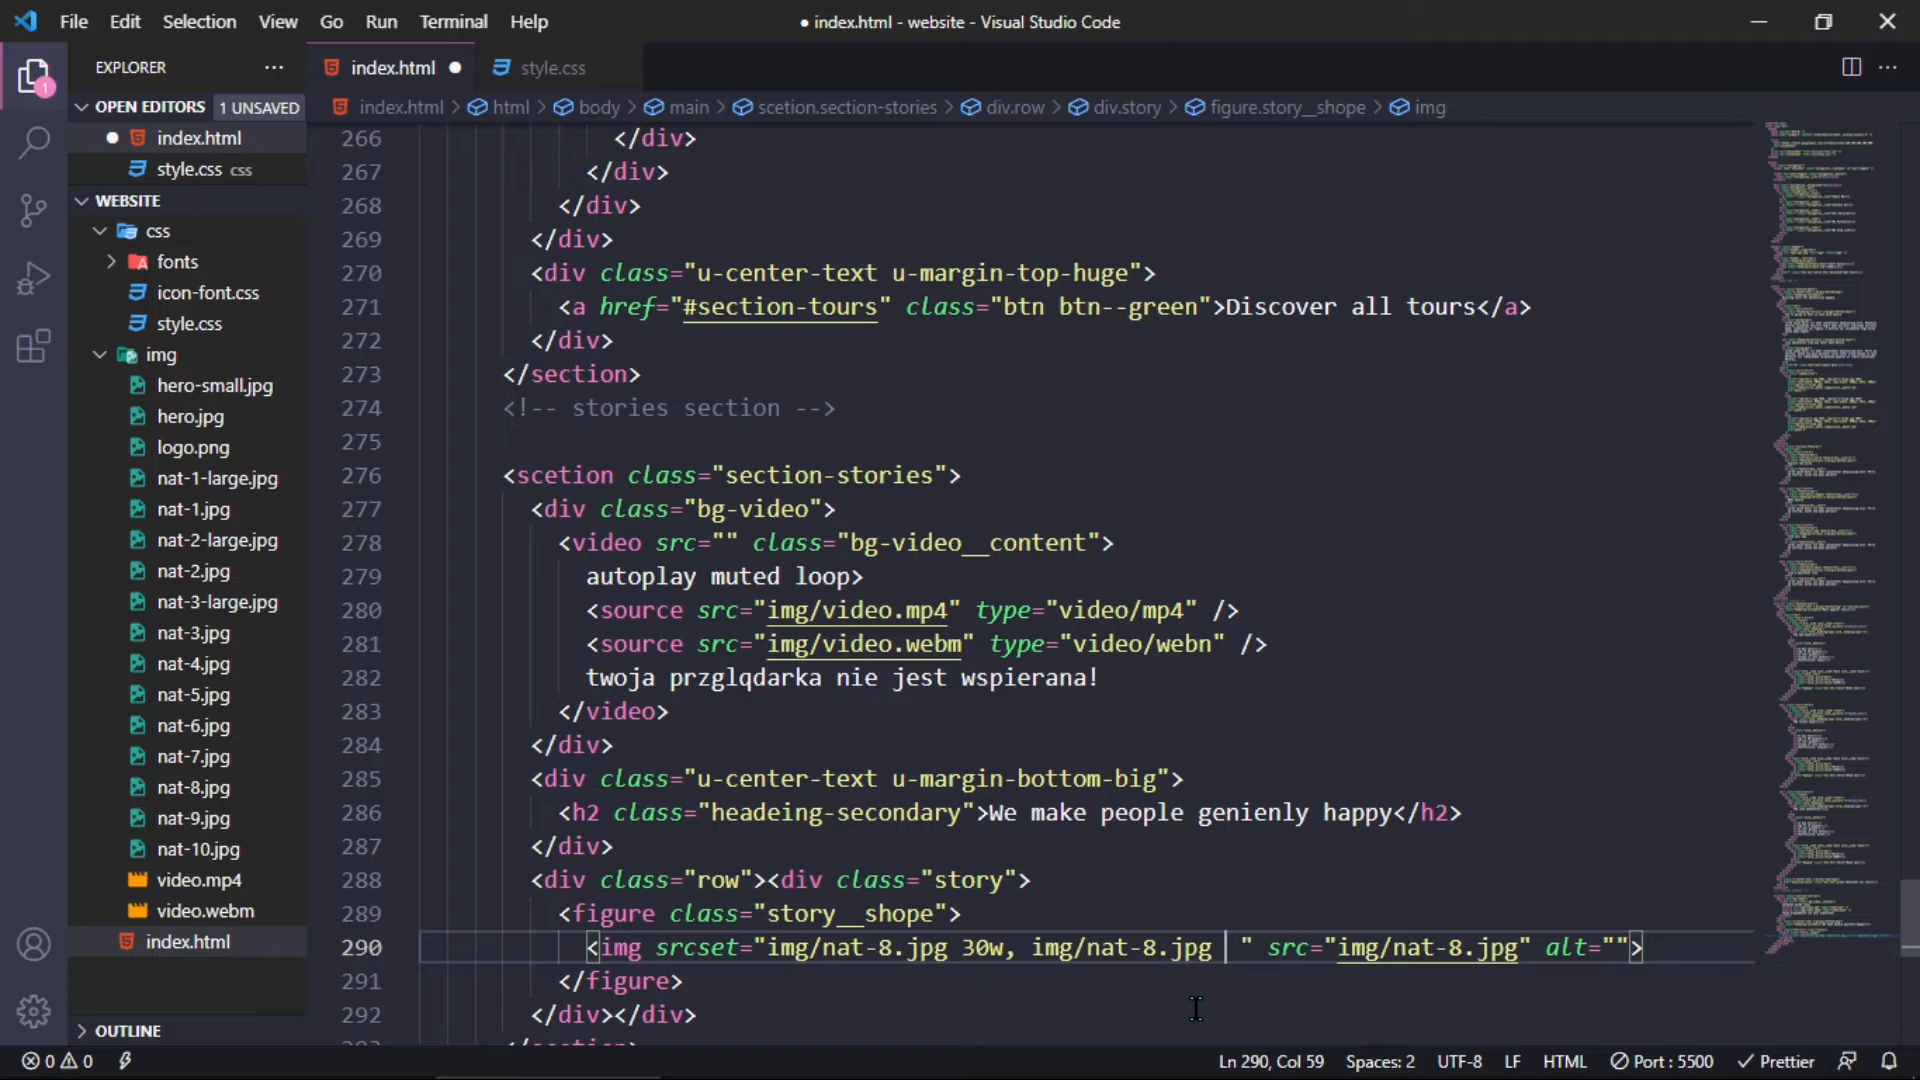 File Edit Selection View Go Run Terminal Help
● index.html - website - Visual Studio Code
EXPLORER ...
OPEN EDITORS 1 UNSAVED
index.html
style.css css
WEBSITE
css
fonts
icon-font.css
style.css
img
hero-small.jpg
hero.jpg
logo.png
nat-1-large.jpg
nat-1.jpg
nat-2-large.jpg
nat-2.jpg
nat-3-large.jpg
nat-3.jpg
nat-4.jpg
nat-5.jpg
nat-6.jpg
nat-7.jpg
nat-8.jpg
nat-9.jpg
nat-10.jpg
video.mp4
video.webm
index.html
OUTLINE
1
index.html ● style.css
index.html > html > body > main > scetion.section-stories > div.row > div.story > figure.story__shope > img
266 </div>
267 </div>
268 </div>
269 </div>
270 <div class="u-center-text u-margin-top-huge">
271 <a href="#section-tours" class="btn btn--green">Discover all tours</a>
272 </div>
273 </section>
274 <!-- stories section -->
275
276 <scetion class="section-stories">
277 <div class="bg-video">
278 <video src="" class="bg-video__content">
279 autoplay muted loop>
280 <source src="img/video.mp4" type="video/mp4" />
281 <source src="img/video.webm" type="video/webn" />
282 twoja przglqdarka nie jest wspierana!
283 </video>
284 </div>
285 <div class="u-center-text u-margin-bottom-big">
286 <h2 class="headeing-secondary">We make people genienly happy</h2>
287 </div>
288 <div class="row"><div class="story">
289 <figure class="story__shope">
290 <img srcset="img/nat-8.jpg 30w, img/nat-8.jpg  " src="img/nat-8.jpg" alt="">
291 </figure>
292 </div></div>
0 0
Ln 290, Col 59 Spaces: 2 UTF-8 LF HTML Port : 5500 Prettier